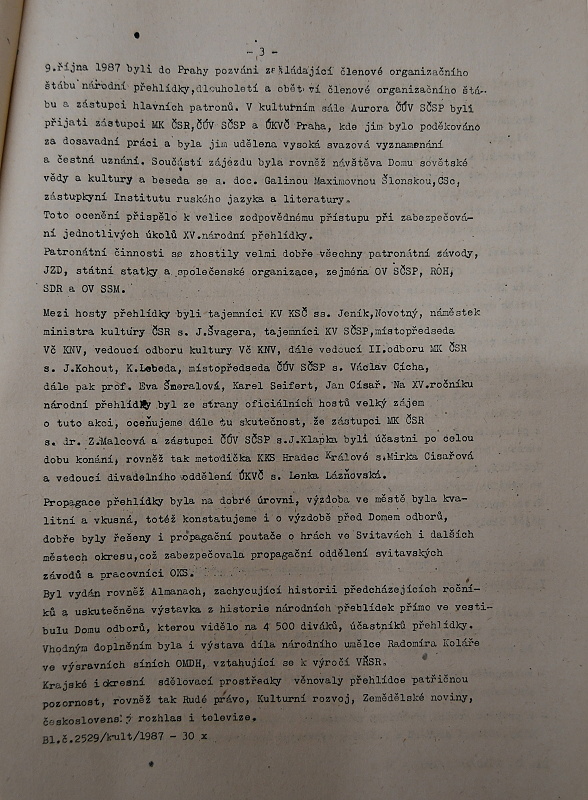 - 3 -
9.října 1987 byli do Prahy pozváni zakládající členové organizačního
štábu národní přehlídky,dlouholetí a obětaví členové organizačního štá-
bu a zástupci hlavních patronů. V kulturním sále Aurora ČÚV SČSP byli
přijati zástupci MK ČSR,ČÚV SČSP a ÚKVČ Praha, kde jim bylo poděkováno
za dosavadní práci a byla jim udělena vysoká svazová vyznamenání
a čestná uznání. Součástí zájezdu byla rovněž návštěva Domu sovětské
vědy a kultury a beseda se s. doc. Galinou Maximovnou Šlonskou,CSc,
zástupkyní Institutu ruského jazyka a literatury.
Toto ocenění přispělo k velice zodpovědnému přístupu při zabezpečová-
ní jednotlivých úkolů XV.národní přehlídky.
Patronátní činnosti se zhostily velmi dobře všechny patronátní závody,
JZD, státní statky a společenské organizace, zejména OV SČSP, ROH,
SDR a OV SSM.
Mezi hosty přehlídky byli tajemníci KV KSČ ss. Jeník,Novotný, náměstek
ministra kultury ČSR s. J.Švagera, tajemníci KV SČSP,místopředseda
Vč KNV, vedoucí odboru kultury Vč KNV, dále vedoucí II.odboru MK ČSR
s. J.Kohout, K.Lebeda, místopředseda ČÚV SČSP s. Václav Cícha,
dále pak prof. Eva Šmeralová, Karel Seifert, Jan Císař. Na XV.ročníku
národní přehlídky byl ze strany oficiálních hostů velký zájem
o tuto akci, oceňujeme dále tu skutečnost, že zástupci MK ČSR
s. dr. Z.Malcová a zástupci ČÚV SČSP s.J.Klapka byli účastni po celou
dobu konání, rovněž tak metodička KKS Hradec Králové s.Mirka Císařová
a vedoucí divadelního oddělení ÚKVČ s. Lenka Lázňovská.
Propagace přehlídky byla na dobré úrovni, výzdoba ve městě byla kva-
litní a vkusná, totéž konstatujeme i o výzdobě před Domem odborů,
dobře byly řešeny i propagační poutače o hrách ve Svitavách i dalších
městech okresu,což zabezpečovala propagační oddělení svitavských
závodů a pracovníci OKS.
Byl vydán rovněž Almanach, zachycující historii předcházejících roční-
ků a uskutečněna výstavka z historie národních přeblídek přímo ve vesti-
bulu Domu odborů, kterou vidělo na 4 500 diváků, účastníků přehlídky.
Vhodným doplněním byla i výstava díla národního umělce Radomíra Koláře
ve výsravních síních OMDH, vztahující se k výročí VŘSR.
Krajské i okresní sdělovací prostředky věnovaly přehlídce patřičnou
pozornost, rovněž tak Rudé právo, Kulturní rozvoj, Zemědělské noviny,
československý rozhlas i televize.
Bl.č.2529/kult/1987 - 30 x